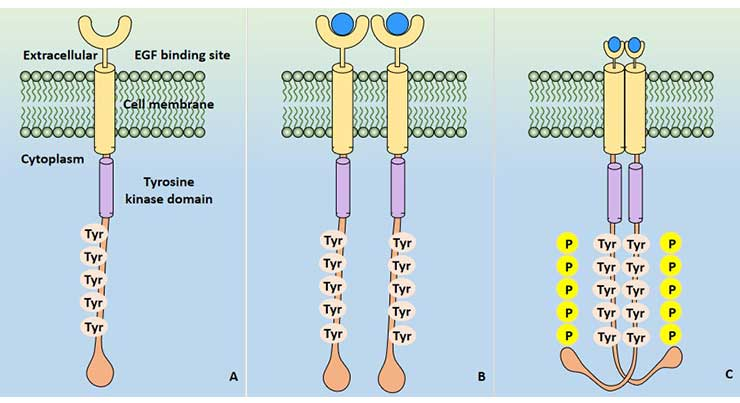 Extracellular EGF binding site
Cell membrane
Cytoplasm
Tyrosine
kinase domain
Tyr
Tyr
Tyr
Tyr
Tyr
A
Tyr Tyr
Tyr Tyr
Tyr Tyr
Tyr Tyr
Tyr Tyr
B
P Tyr Tyr P
P Tyr Tyr P
P Tyr Tyr P
P Tyr Tyr P
P Tyr Tyr P
C